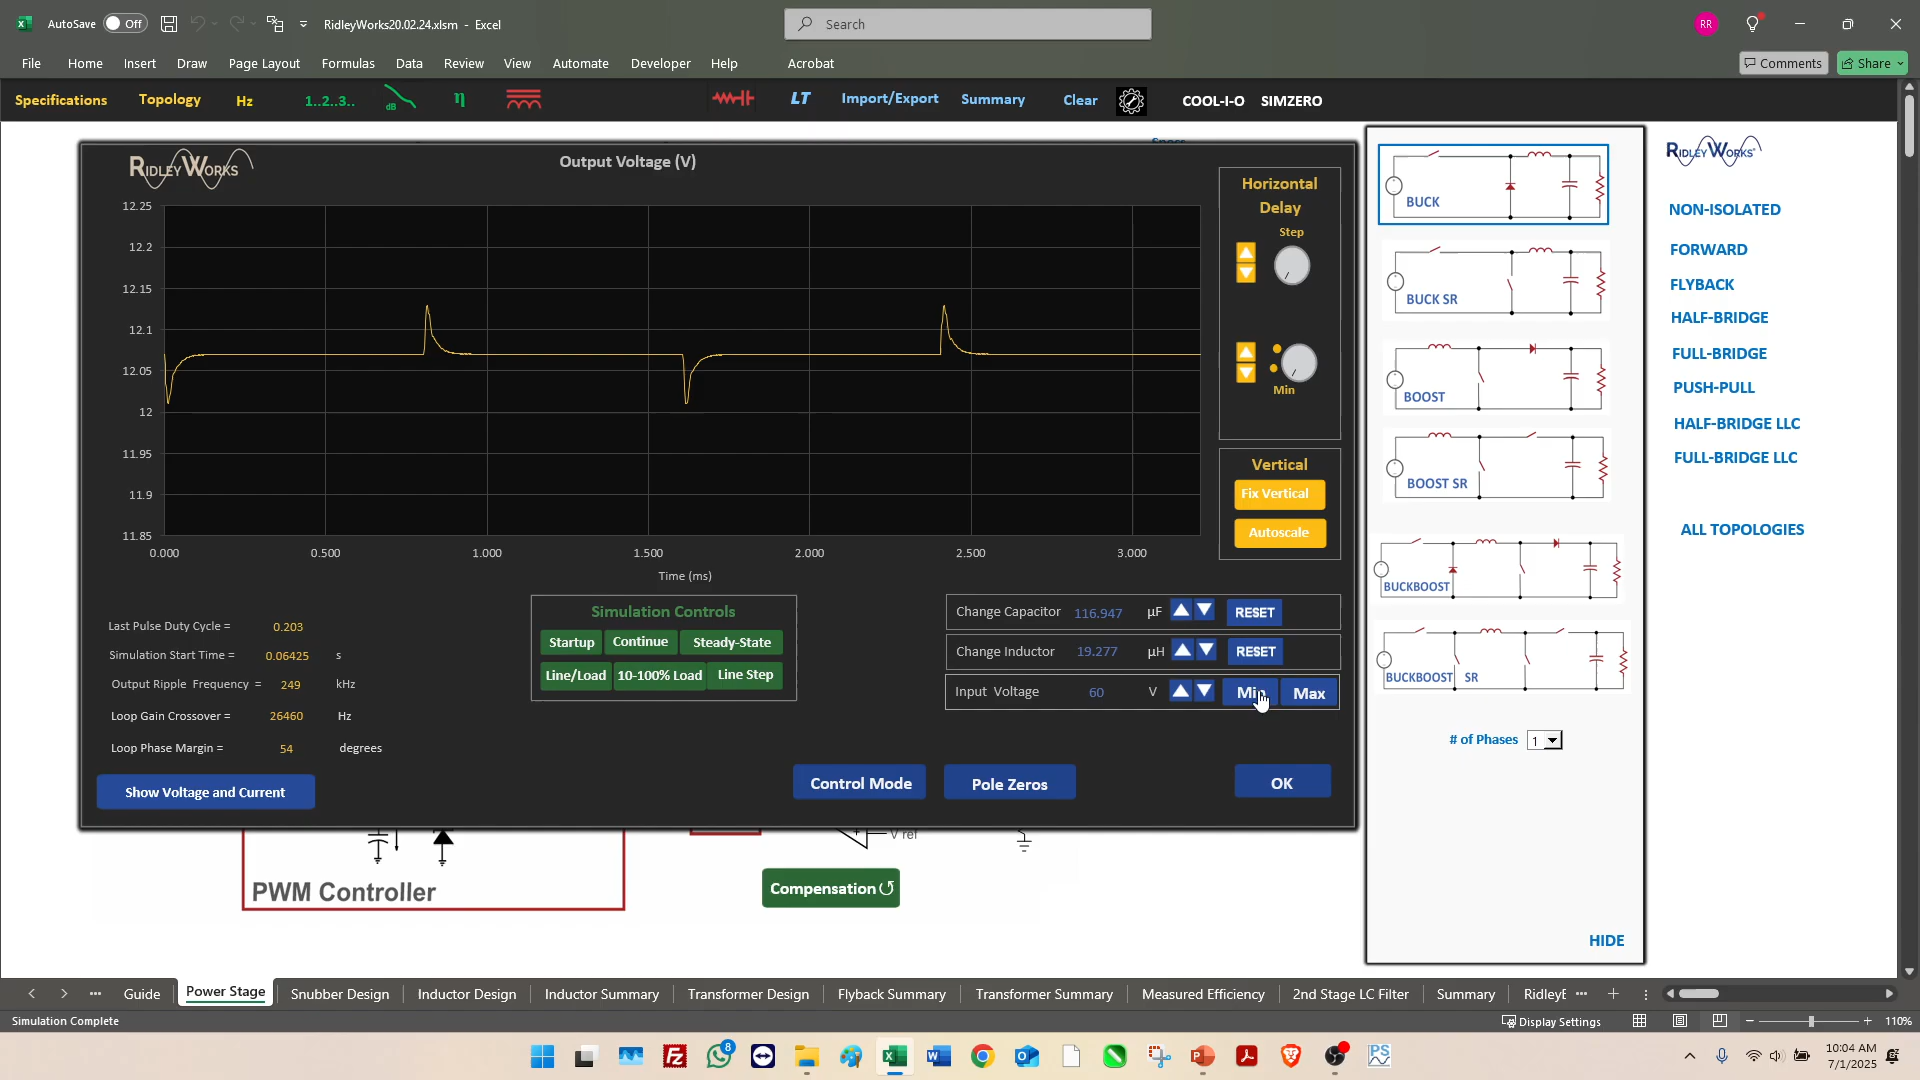 AutoSave Off RidleyWorks20.02.24.xlsm - Excel Search RR
File Home Insert Draw Page Layout Formulas Data Review View Automate Developer Help Acrobat Comments Share
Specifications Topology Hz 1..2..3.. dB η LT Import/Export Summary Clear COOL-I-O SIMZERO
RIDLEYWORKS
Output Voltage (V)
12.25
12.2
12.15
12.1
12.05
12
11.95
11.9
11.85
0.000 0.500 1.000 1.500 2.000 2.500 3.000
Time (ms)
Horizontal
Delay
Step
Min
Vertical
Fix Vertical
Autoscale
Last Pulse Duty Cycle = 0.203
Simulation Start Time = 0.06425 s
Output Ripple Frequency = 249 kHz
Loop Gain Crossover = 26460 Hz
Loop Phase Margin = 54 degrees
Show Voltage and Current
Simulation Controls
Startup Continue Steady-State
Line/Load 10-100% Load Line Step
Change Capacitor 116.947 μF RESET
Change Inductor 19.277 μH RESET
Input Voltage 60 V Min Max
Control Mode Pole Zeros OK
V ref
PWM Controller
Compensation
BUCK
BUCK SR
BOOST
BOOST SR
BUCKBOOST
BUCKBOOST SR
# of Phases 1
HIDE
RIDLEYWORKS
NON-ISOLATED
FORWARD
FLYBACK
HALF-BRIDGE
FULL-BRIDGE
PUSH-PULL
HALF-BRIDGE LLC
FULL-BRIDGE LLC
ALL TOPOLOGIES
Guide Power Stage Snubber Design Inductor Design Inductor Summary Transformer Design Flyback Summary Transformer Summary Measured Efficiency 2nd Stage LC Filter Summary RidleyE
Simulation Complete Display Settings 110%
8 PS 10:04 AM
7/1/2025